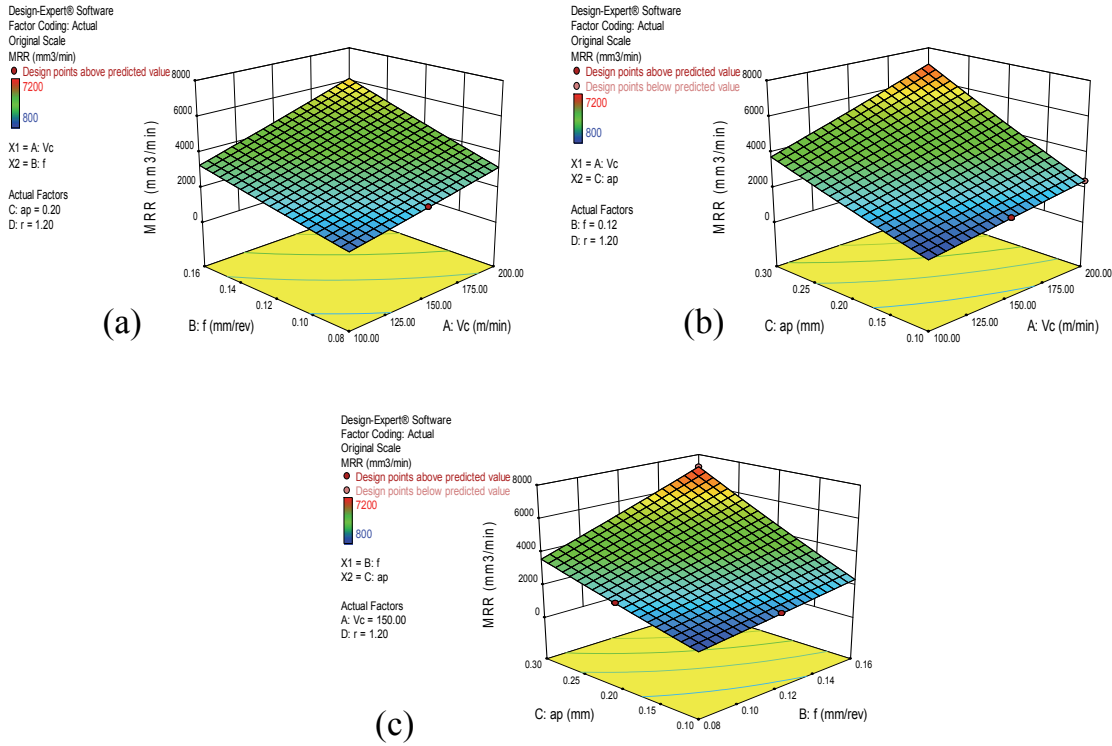 Design-Expert® Software
Factor Coding: Actual
Original Scale
MRR (mm3/min)
Design points above predicted value
7200
800
X1 = A: Vc
X2 = B: f
Actual Factors
C: ap = 0.20
D: r = 1.20
8000
6000
4000
2000
0
MRR (mm3/min)
0.16
0.14
0.12
0.10
0.08
100.00
125.00
150.00
175.00
200.00
B: f (mm/rev)
A: Vc (m/min)
(a)
Design-Expert® Software
Factor Coding: Actual
Original Scale
MRR (mm3/min)
Design points above predicted value
Design points below predicted value
7200
800
X1 = A: Vc
X2 = C: ap
Actual Factors
B: f = 0.12
D: r = 1.20
8000
6000
4000
2000
0
MRR (mm3/min)
0.30
0.25
0.20
0.15
0.10
100.00
125.00
150.00
175.00
200.00
C: ap (mm)
A: Vc (m/min)
(b)
Design-Expert® Software
Factor Coding: Actual
Original Scale
MRR (mm3/min)
Design points above predicted value
Design points below predicted value
7200
800
X1 = B: f
X2 = C: ap
Actual Factors
A: Vc = 150.00
D: r = 1.20
8000
6000
4000
2000
0
MRR (mm3/min)
0.30
0.25
0.20
0.15
0.10
0.08
0.10
0.12
0.14
0.16
C: ap (mm)
B: f (mm/rev)
(c)